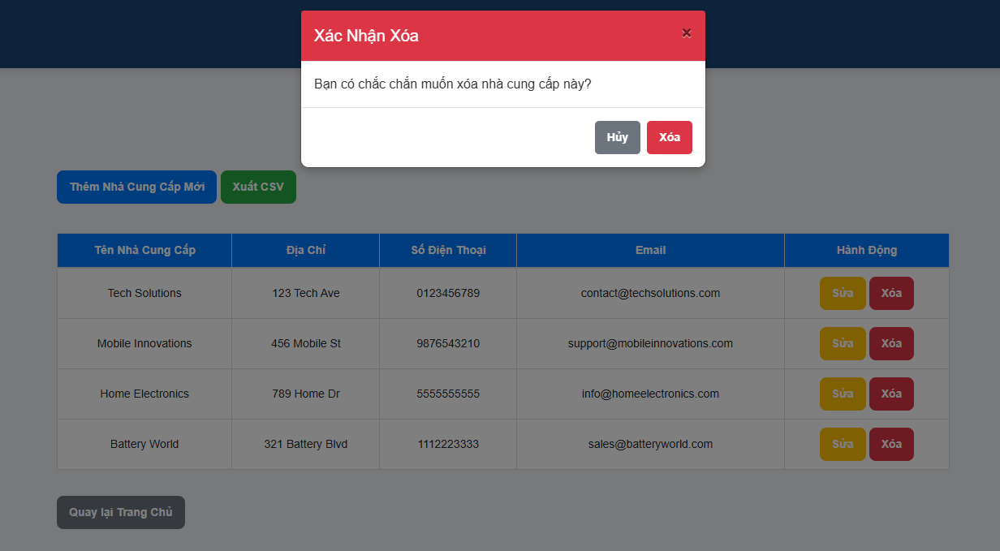 Xác Nhận Xóa
×
Bạn có chắc chắn muốn xóa nhà cung cấp này?
Hủy Xóa
Thêm Nhà Cung Cấp Mới Xuất CSV
Tên Nhà Cung Cấp Địa Chỉ Số Điện Thoại Email Hành Động
Tech Solutions 123 Tech Ave 0123456789 contact@techsolutions.com Sửa Xóa
Mobile Innovations 456 Mobile St 9876543210 support@mobileinnovations.com Sửa Xóa
Home Electronics 789 Home Dr 5555555555 info@homeelectronics.com Sửa Xóa
Battery World 321 Battery Blvd 1112223333 sales@batteryworld.com Sửa Xóa
Quay lại Trang Chủ